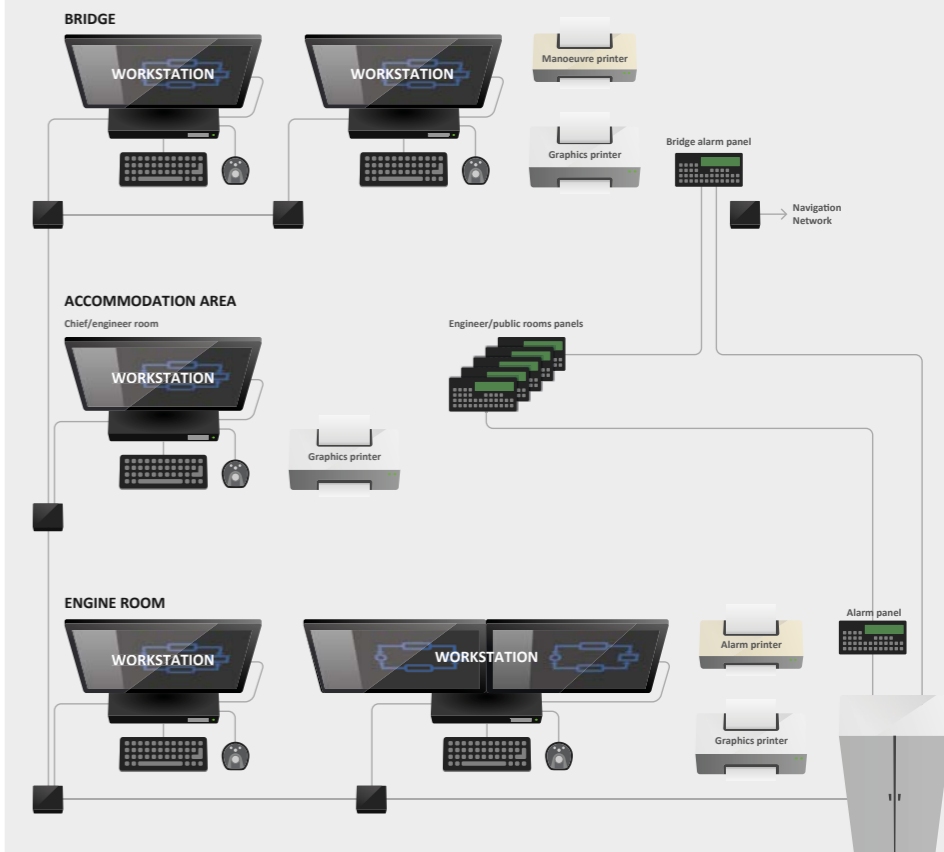 BRIDGE
WORKSTATION
WORKSTATION
Manoeuvre printer
Graphics printer
Bridge alarm panel
Navigation
Network
ACCOMMODATION AREA
Chief/engineer room
WORKSTATION
Graphics printer
Engineer/public rooms panels
ENGINE ROOM
WORKSTATION
WORKSTATION
Alarm printer
Graphics printer
Alarm panel